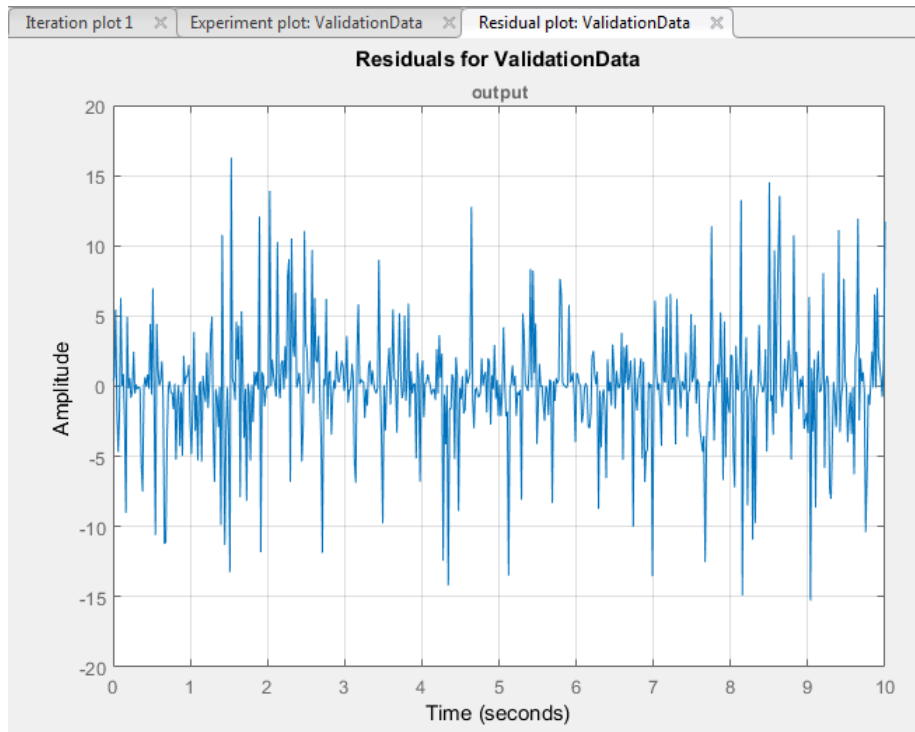 Iteration plot 1 Experiment plot: ValidationData Residual plot: ValidationData
Residuals for ValidationData
output
20
15
10
5
0
-5
-10
-15
-20
Amplitude
0 1 2 3 4 5 6 7 8 9 10
Time (seconds)